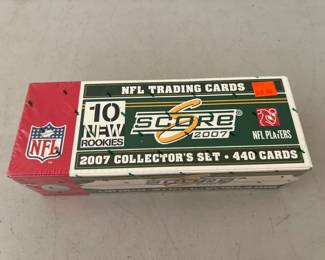 NFL TRADING CARDS
10
NEW
ROOKIES
SCORE
2007
NFL
NFL PLAYERS
2007 COLLECTOR'S SET • 440 CARDS